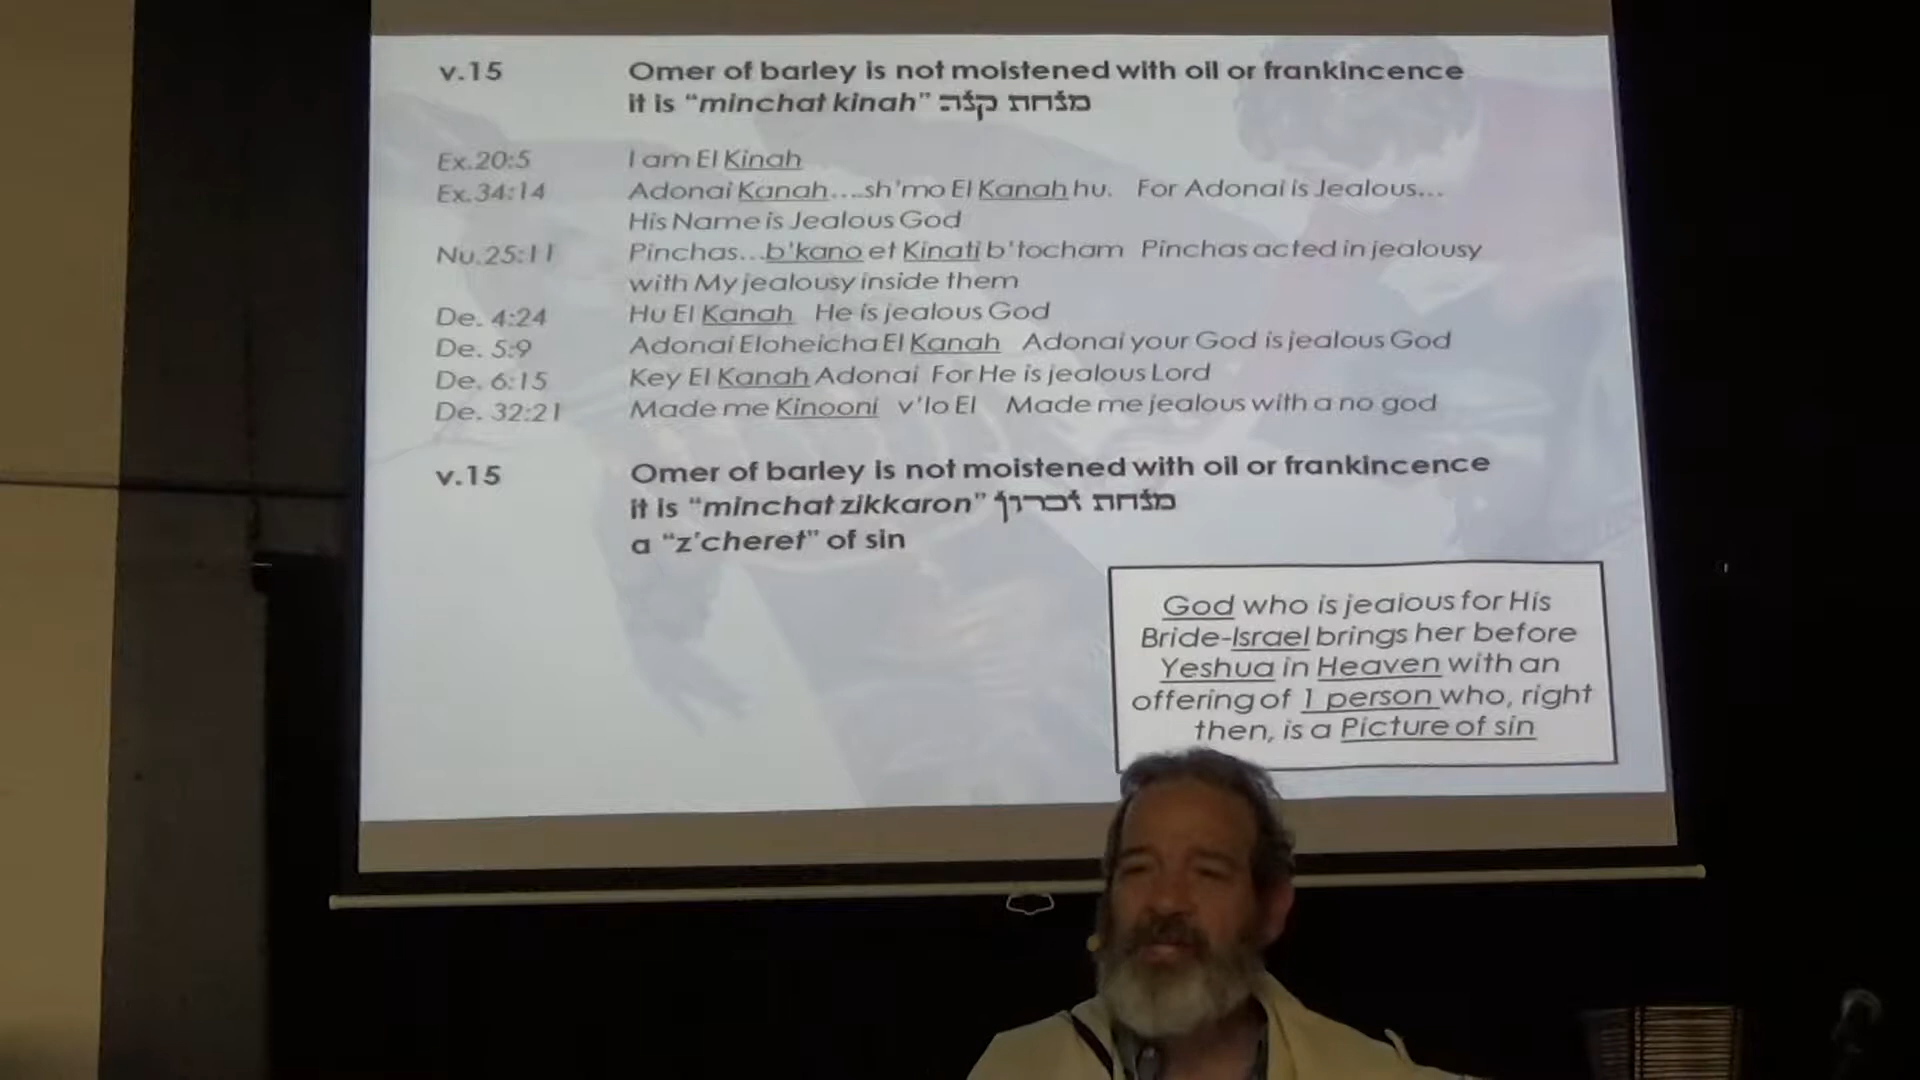 v.15 Omer of barley is not moistened with oil or frankincence
it is “minchat kinah” מנחת קנה
Ex.20:5 I am El Kinah
Ex.34:14 Adonai Kanah....sh'mo El Kanah hu. For Adonai is Jealous...
His Name is Jealous God
Nu.25:11 Pinchas...b'kano et Kinati b'tocham Pinchas acted in jealousy
with My jealousy inside them
De. 4:24 Hu El Kanah He is jealous God
De. 5:9 Adonai Eloheicha El Kanah Adonai your God is jealous God
De. 6:15 Key El Kanah Adonai For He is jealous Lord
De. 32:21 Made me Kinooni v'lo El Made me jealous with a no god
v.15 Omer of barley is not moistened with oil or frankincence
it is “minchat zikkaron” מנחת זכרון
a “z'cheret” of sin
God who is jealous for His
Bride-Israel brings her before
Yeshua in Heaven with an
offering of 1 person who, right
then, is a Picture of sin